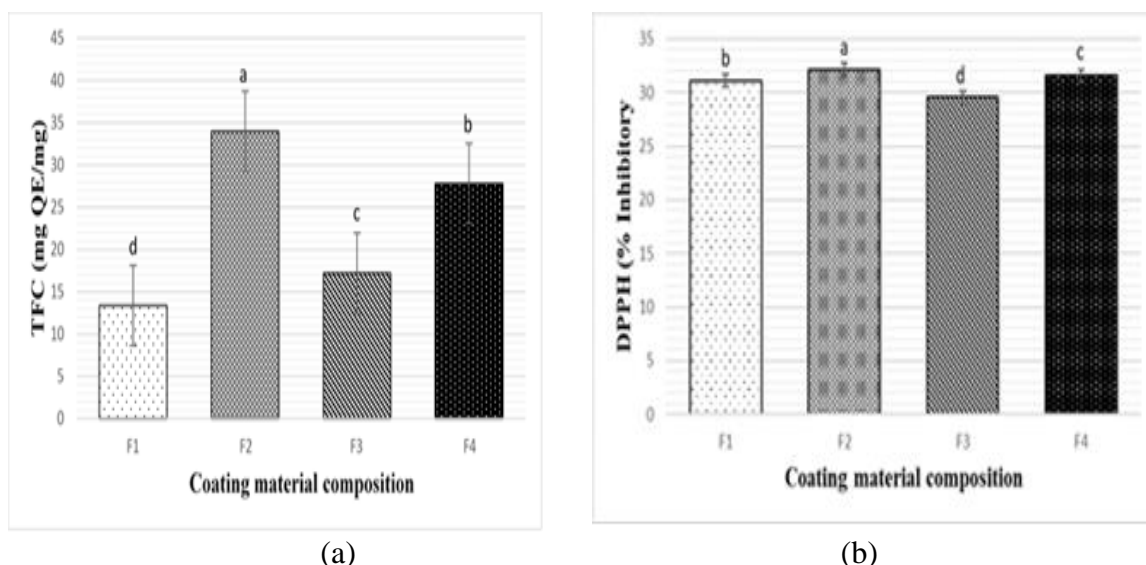 TFC (mg QE/mg)
45
40
35
30
25
20
15
10
5
0
d
a
c
b
F1 F2 F3 F4
Coating material composition
(a)
DPPH (% Inhibitory
35
30
25
20
15
10
5
0
b
a
d
c
F1 F2 F3 F4
Coating material composition
(b)